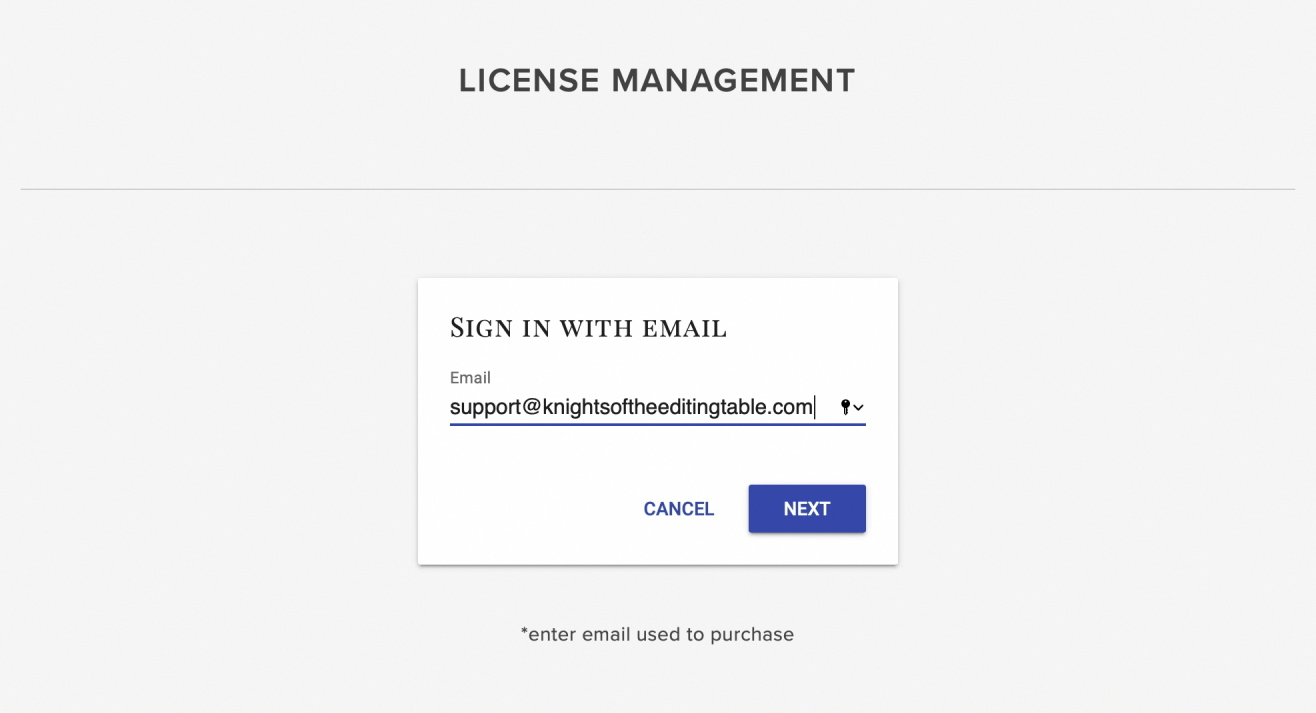 LICENSE MANAGEMENT
Sign in with email
Email
support@knightsoftheeditingtable.com
CANCEL NEXT
*enter email used to purchase